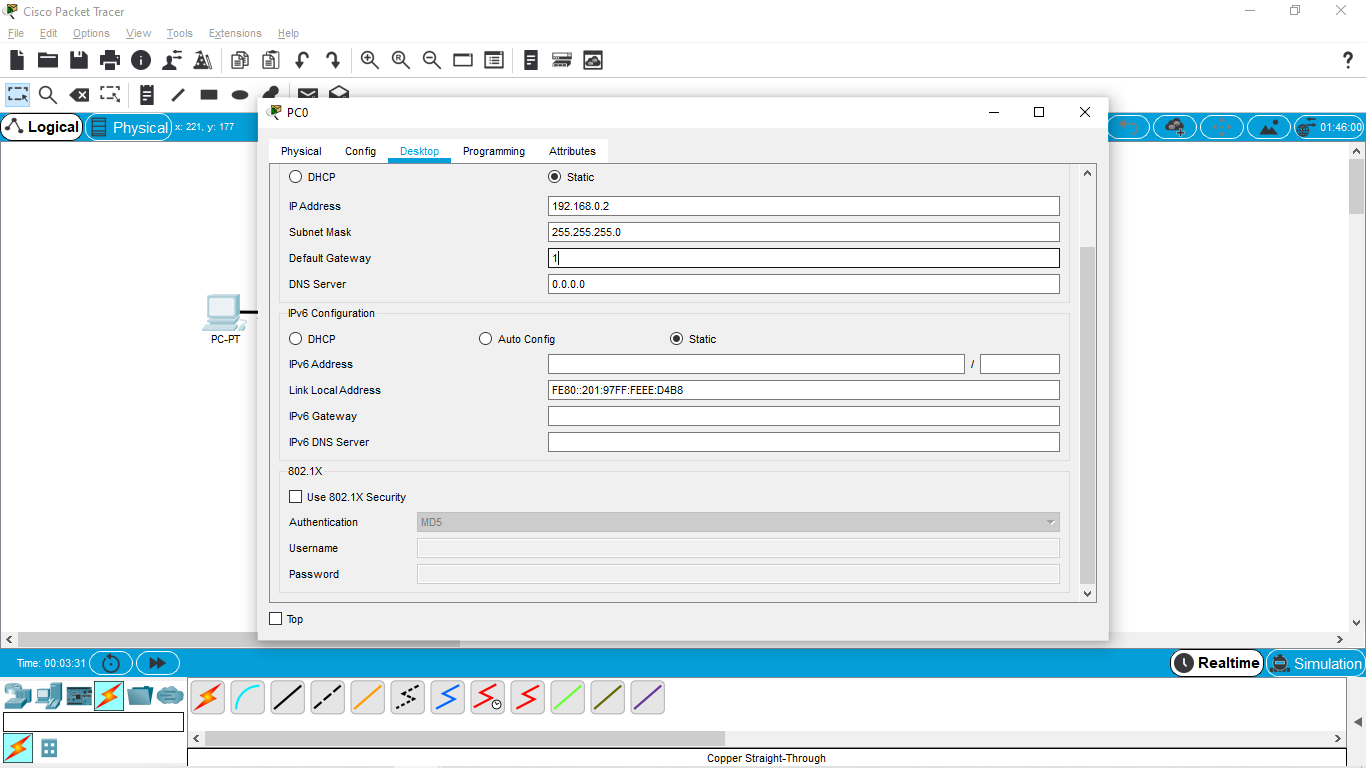 Cisco Packet Tracer
File Edit Options View Tools Extensions Help
R
?
Logical Physical x: 221, y: 177
01:46:00
PC0
Physical Config Desktop Programming Attributes
DHCP Static
IP Address 192.168.0.2
Subnet Mask 255.255.255.0
Default Gateway 1
DNS Server 0.0.0.0
PC-PT
IPv6 Configuration
DHCP Auto Config Static
IPv6 Address /
Link Local Address FE80::201:97FF:FEEE:D4B8
IPv6 Gateway
IPv6 DNS Server
802.1X
Use 802.1X Security
Authentication MD5
Username
Password
Top
Time: 00:03:31 Realtime Simulation
Copper Straight-Through